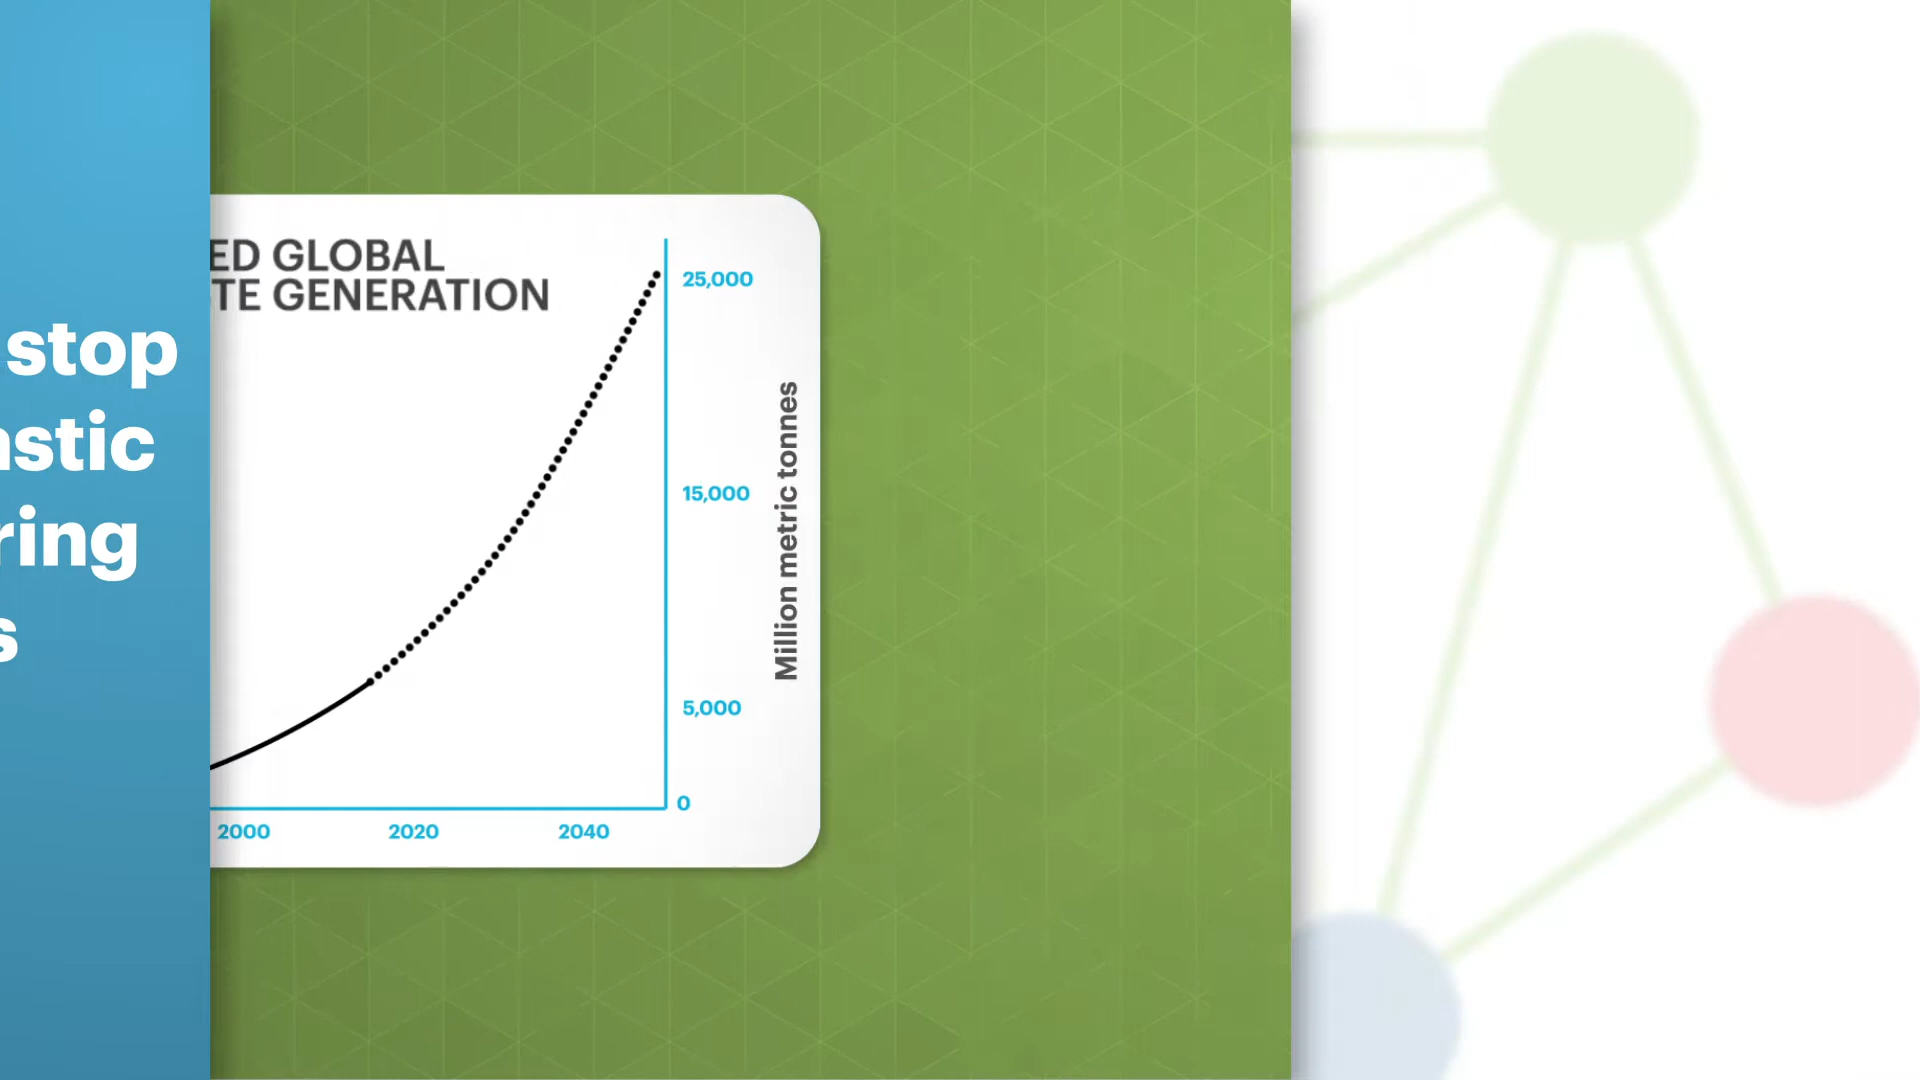 stop
astic
ring
s
ED GLOBAL
TE GENERATION
25,000
15,000
5,000
0
Million metric tonnes
2000
2020
2040